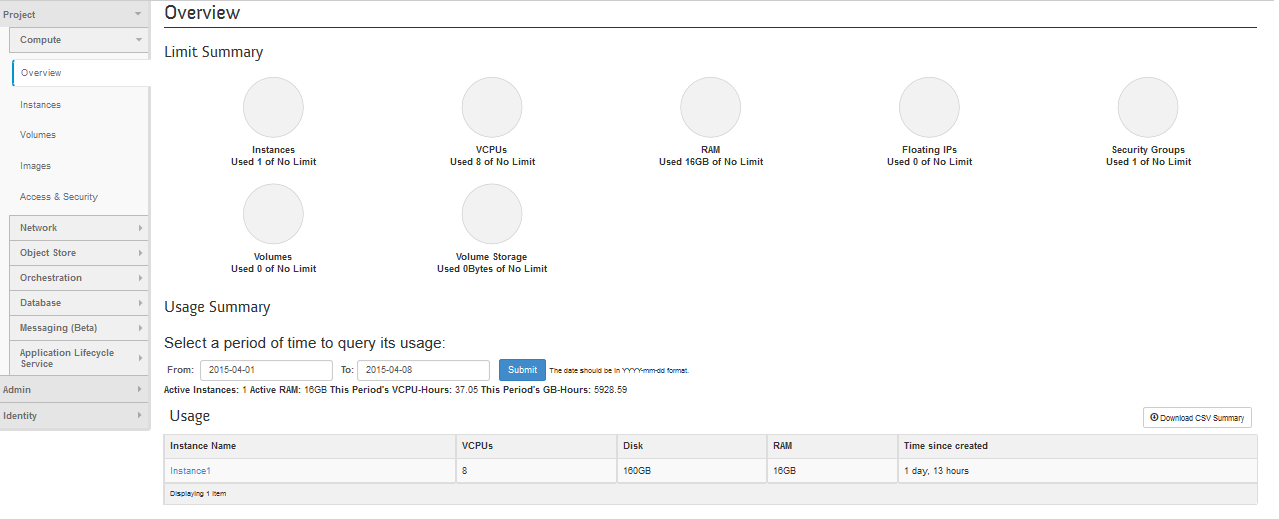 Project
Compute
Overview
Instances
Volumes
Images
Access & Security
Network
Object Store
Orchestration
Database
Messaging (Beta)
Application Lifecycle
Service
Admin
Identity
Overview
Limit Summary
Instances
Used 1 of No Limit
VCPUs
Used 8 of No Limit
RAM
Used 16GB of No Limit
Floating IPs
Used 0 of No Limit
Security Groups
Used 1 of No Limit
Volumes
Used 0 of No Limit
Volume Storage
Used 0Bytes of No Limit
Usage Summary
Select a period of time to query its usage:
From: 2015-04-01 To: 2015-04-08 Submit The date should be in YYYY-mm-dd format.
Active Instances: 1 Active RAM: 16GB This Period's VCPU-Hours: 37.05 This Period's GB-Hours: 5928.59
Usage
Download CSV Summary
Instance Name VCPUs Disk RAM Time since created
Instance1 8 160GB 16GB 1 day, 13 hours
Displaying 1 item